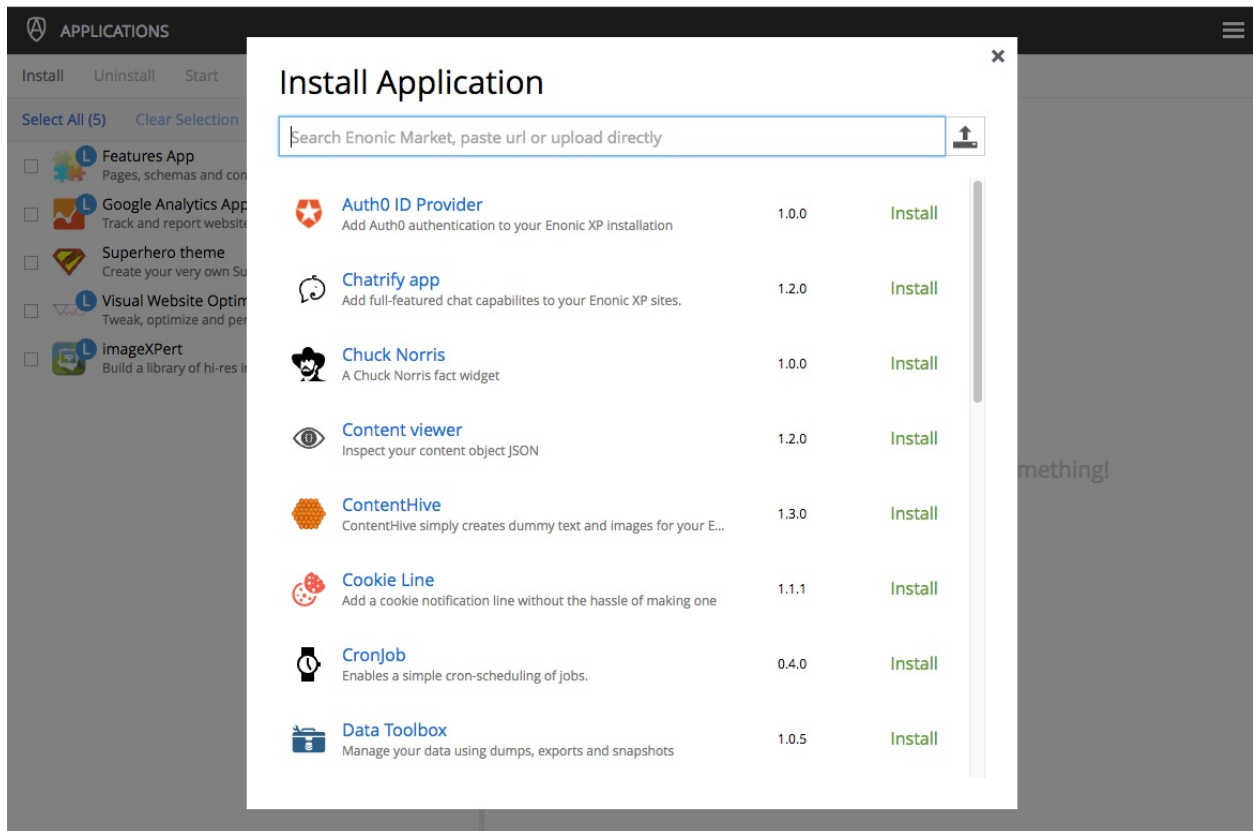 APPLICATIONS
Install Uninstall Start
Select All (5) Clear Selection
Features App
Pages, schemas and con
Google Analytics App
Track and report website
Superhero theme
Create your very own Su
Visual Website Optim
Tweak, optimize and per
imageXPert
Build a library of hi-res i
mething!
Install Application
Search Enonic Market, paste url or upload directly
Auth0 ID Provider
Add Auth0 authentication to your Enonic XP installation
1.0.0 Install
Chatrify app
Add full-featured chat capabilites to your Enonic XP sites.
1.2.0 Install
Chuck Norris
A Chuck Norris fact widget
1.0.0 Install
Content viewer
Inspect your content object JSON
1.2.0 Install
ContentHive
ContentHive simply creates dummy text and images for your E...
1.3.0 Install
Cookie Line
Add a cookie notification line without the hassle of making one
1.1.1 Install
CronJob
Enables a simple cron-scheduling of jobs.
0.4.0 Install
Data Toolbox
Manage your data using dumps, exports and snapshots
1.0.5 Install